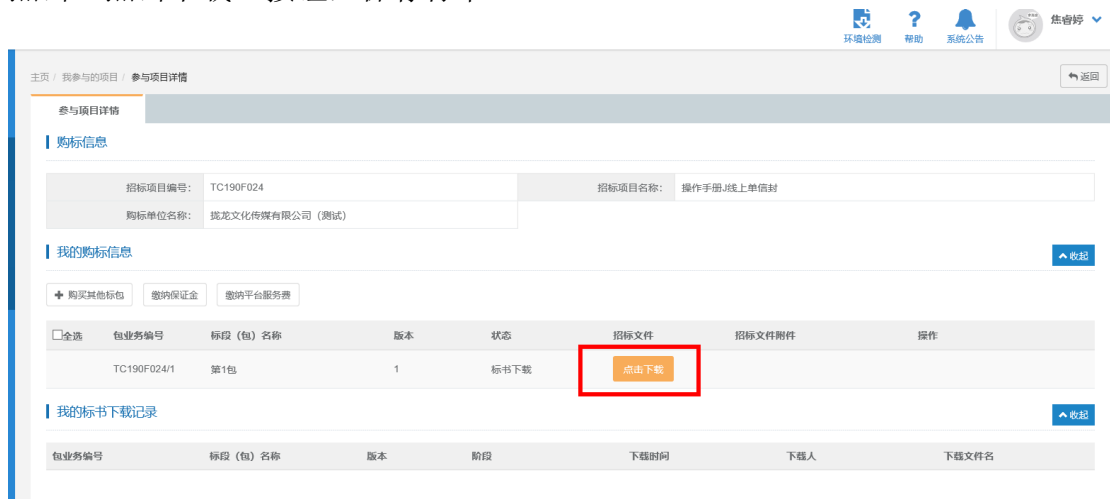 环境检测 帮助 系统公告 焦睿婷
主页 / 我参与的项目 / 参与项目详情 返回
参与项目详情
购标信息
招标项目编号: TC190F024 招标项目名称: 操作手册J线上单信封
购标单位名称: 拢龙文化传媒有限公司（测试）
我的购标信息 收起
购买其他标包 缴纳保证金 缴纳平台服务费
全选 包业务编号 标段（包）名称 版本 状态 招标文件 招标文件附件 操作
TC190F024/1 第1包 1 标书下载 点击下载
我的标书下载记录 收起
包业务编号 标段（包）名称 版本 阶段 下载时间 下载人 下载文件名